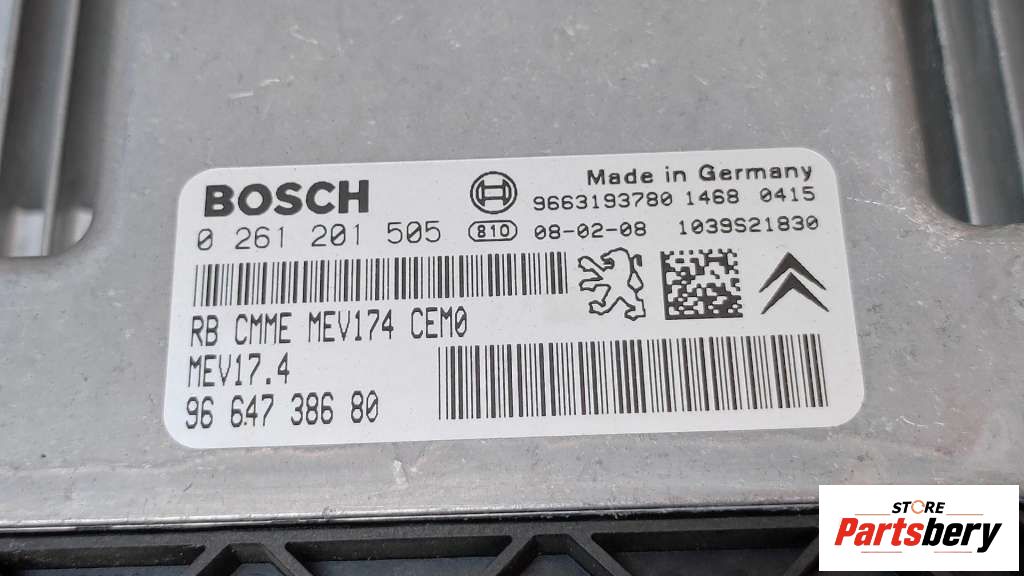 BOSCH
Made in Germany
9663193780 1468 0415
0 261 201 505 810 08-02-08 1039S21830
RB CMME MEV174 CEM0
MEV17.4
96 647 386 80
STORE
Partsbery